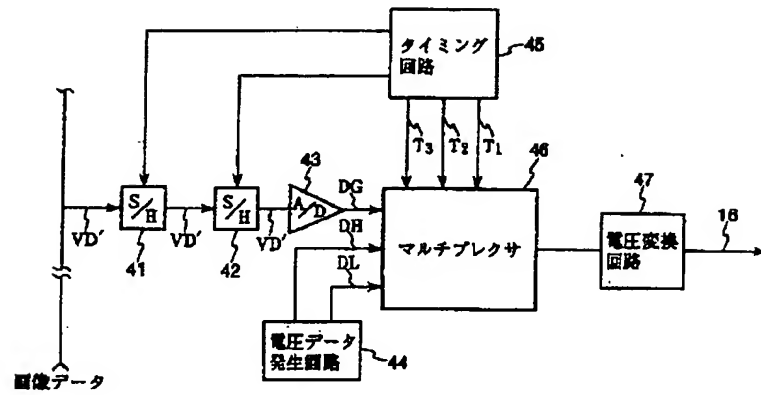 タイミング
回路
45
T3
T2
T1
46
43
47
S/H
S/H
A/D
DG
DH
DL
VD′
VD′
VD′
41
42
マルチプレクサ
電圧変換
回路
16
電圧データ
発生回路
44
画像データ